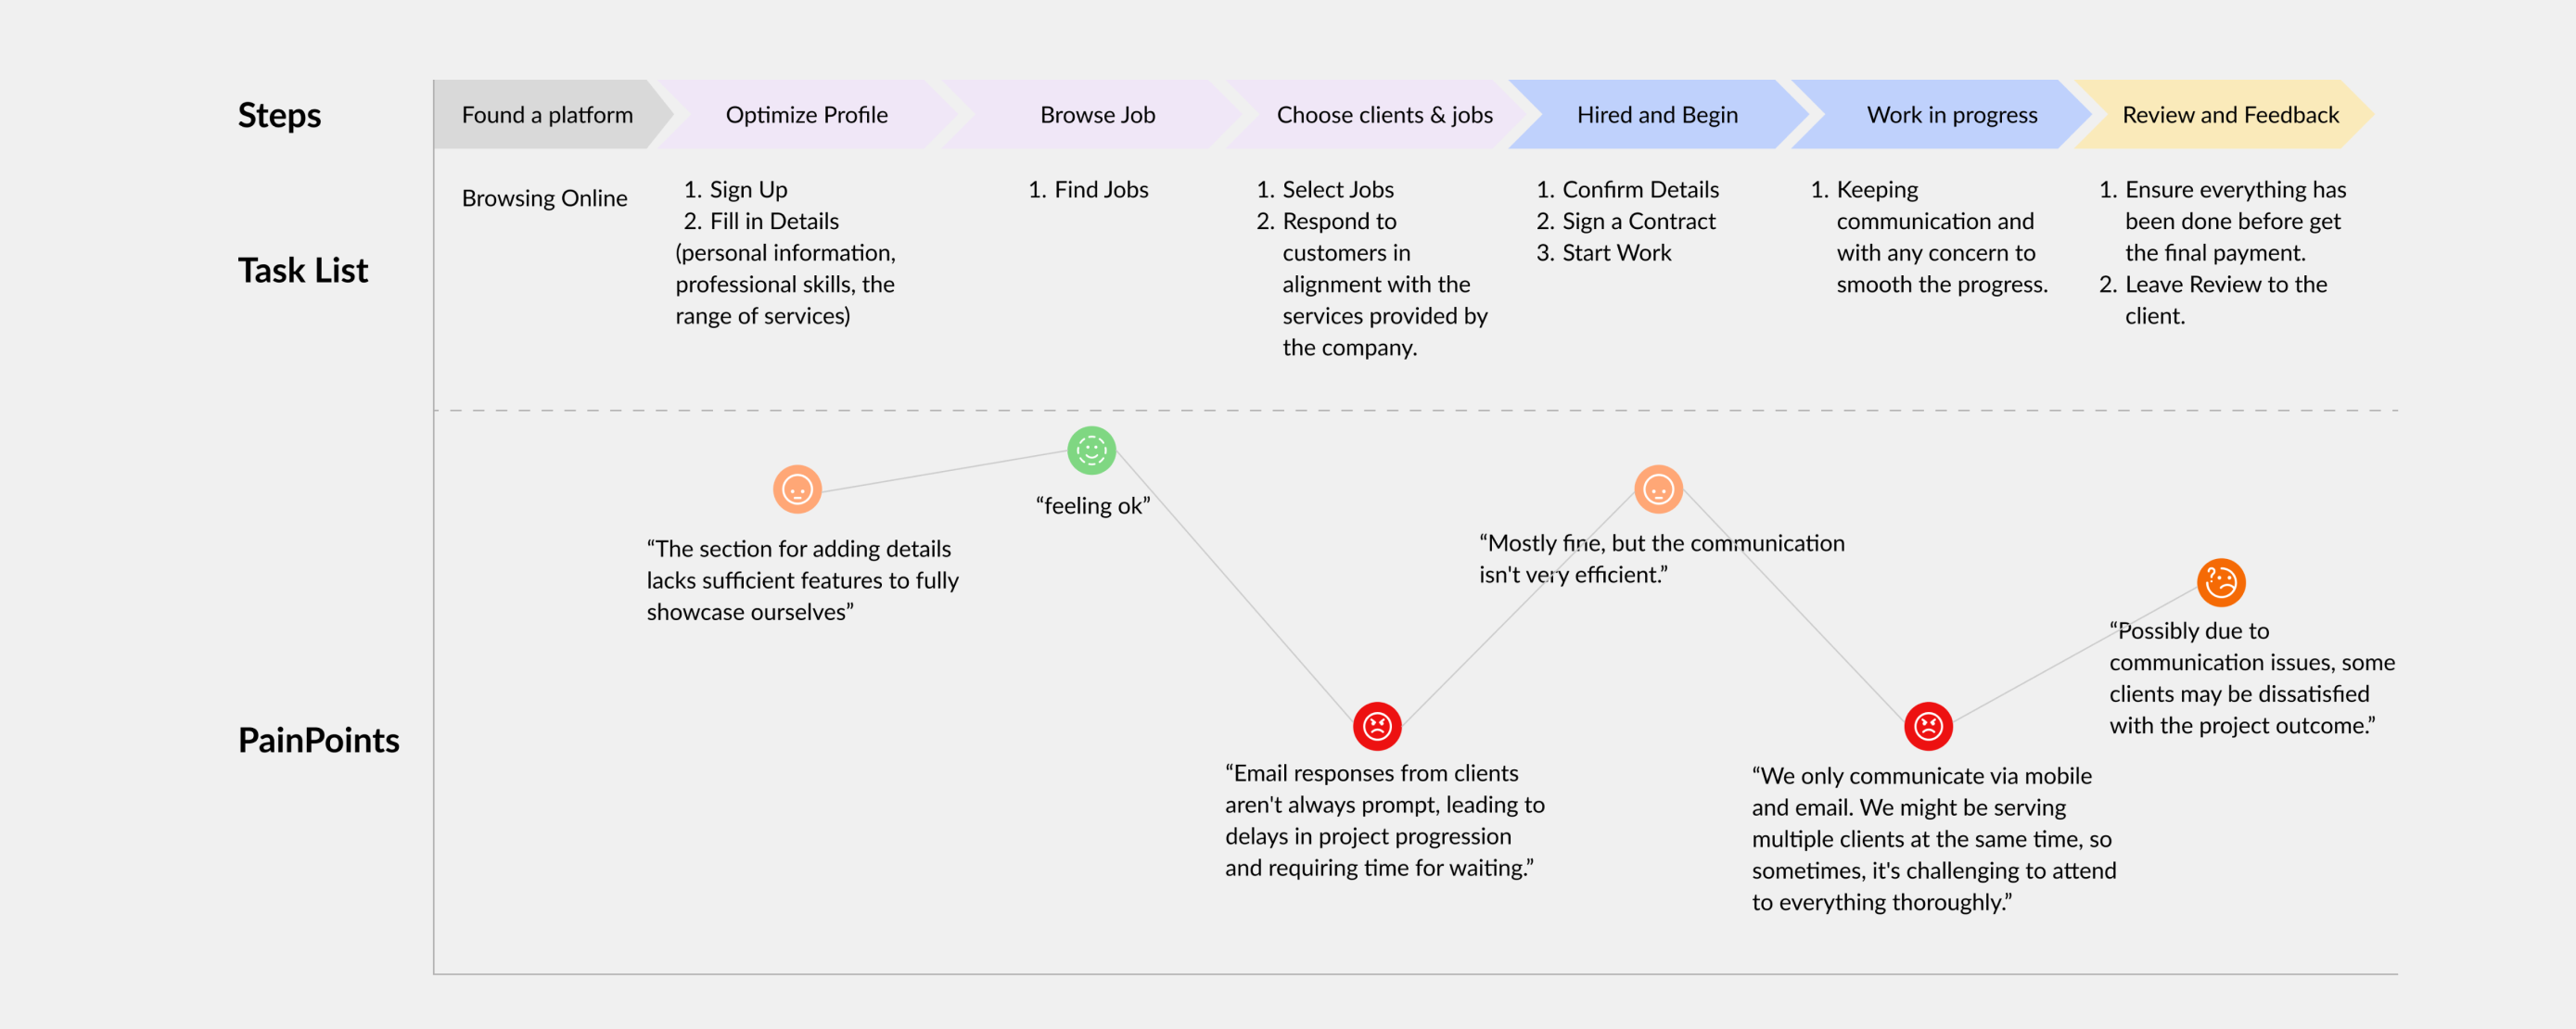 Steps
Found a platform
Optimize Profile
Browse Job
Choose clients & jobs
Hired and Begin
Work in progress
Review and Feedback
Task List
Browsing Online
1. Sign Up
2. Fill in Details
(personal information,
professional skills, the
range of services)
1. Find Jobs
1. Select Jobs
2. Respond to
customers in
alignment with the
services provided by
the company.
1. Confirm Details
2. Sign a Contract
3. Start Work
1. Keeping
communication and
with any concern to
smooth the progress.
1. Ensure everything has
been done before get
the final payment.
2. Leave Review to the
client.
PainPoints
“The section for adding details
lacks sufficient features to fully
showcase ourselves”
“feeling ok”
“Email responses from clients
aren't always prompt, leading to
delays in project progression
and requiring time for waiting.”
“Mostly fine, but the communication
isn't very efficient.”
“We only communicate via mobile
and email. We might be serving
multiple clients at the same time, so
sometimes, it's challenging to attend
to everything thoroughly.”
“Possibly due to
communication issues, some
clients may be dissatisfied
with the project outcome.”